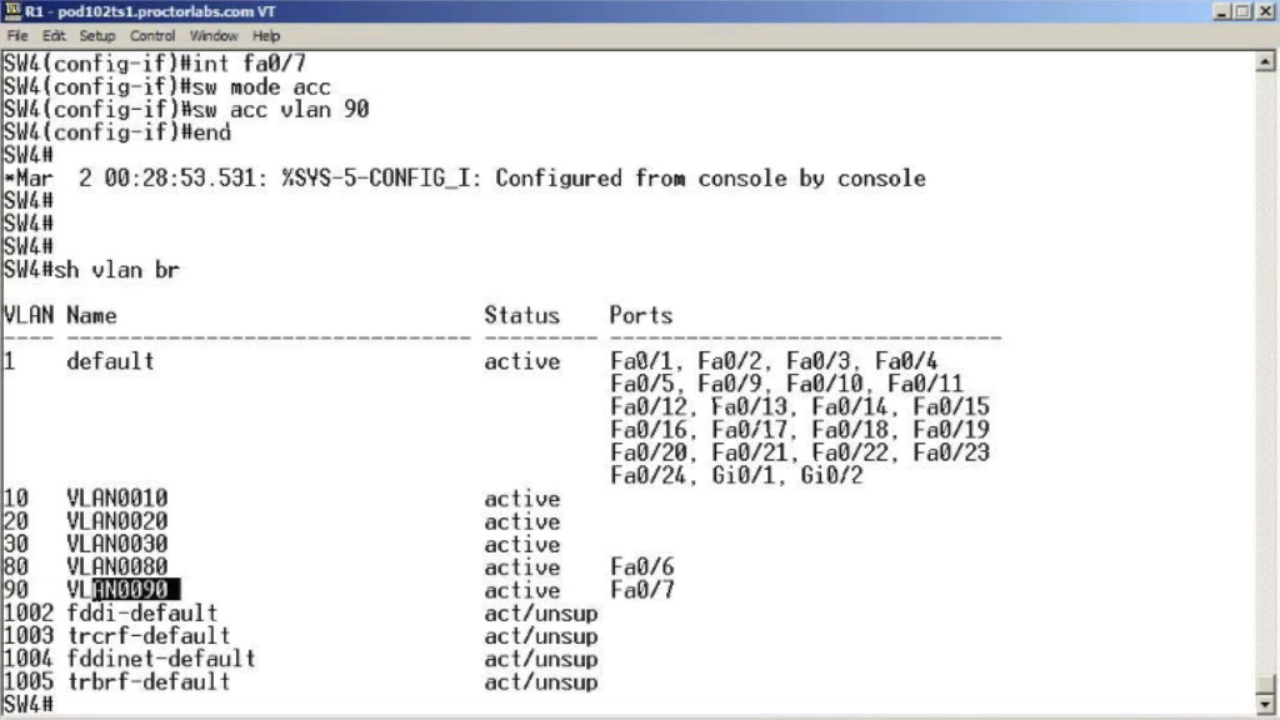 R1 - pod102ts1.proctorlabs.com VT
File Edit Setup Control Window Help
SW4(config-if)#int fa0/7
SW4(config-if)#sw mode acc
SW4(config-if)#sw acc vlan 90
SW4(config-if)#end
SW4#
*Mar  2 00:28:53.531: %SYS-5-CONFIG_I: Configured from console by console
SW4#
SW4#
SW4#
SW4#sh vlan br
VLAN Name                             Status    Ports
---- -------------------------------- --------- -------------------------------
1    default                          active    Fa0/1, Fa0/2, Fa0/3, Fa0/4
                                                Fa0/5, Fa0/9, Fa0/10, Fa0/11
                                                Fa0/12, Fa0/13, Fa0/14, Fa0/15
                                                Fa0/16, Fa0/17, Fa0/18, Fa0/19
                                                Fa0/20, Fa0/21, Fa0/22, Fa0/23
                                                Fa0/24, Gi0/1, Gi0/2
10   VLAN0010                         active
20   VLAN0020                         active
30   VLAN0030                         active
80   VLAN0080                         active    Fa0/6
90   VLAN0090                         active    Fa0/7
1002 fddi-default                     act/unsup
1003 trcrf-default                    act/unsup
1004 fddinet-default                  act/unsup
1005 trbrf-default                    act/unsup
SW4#